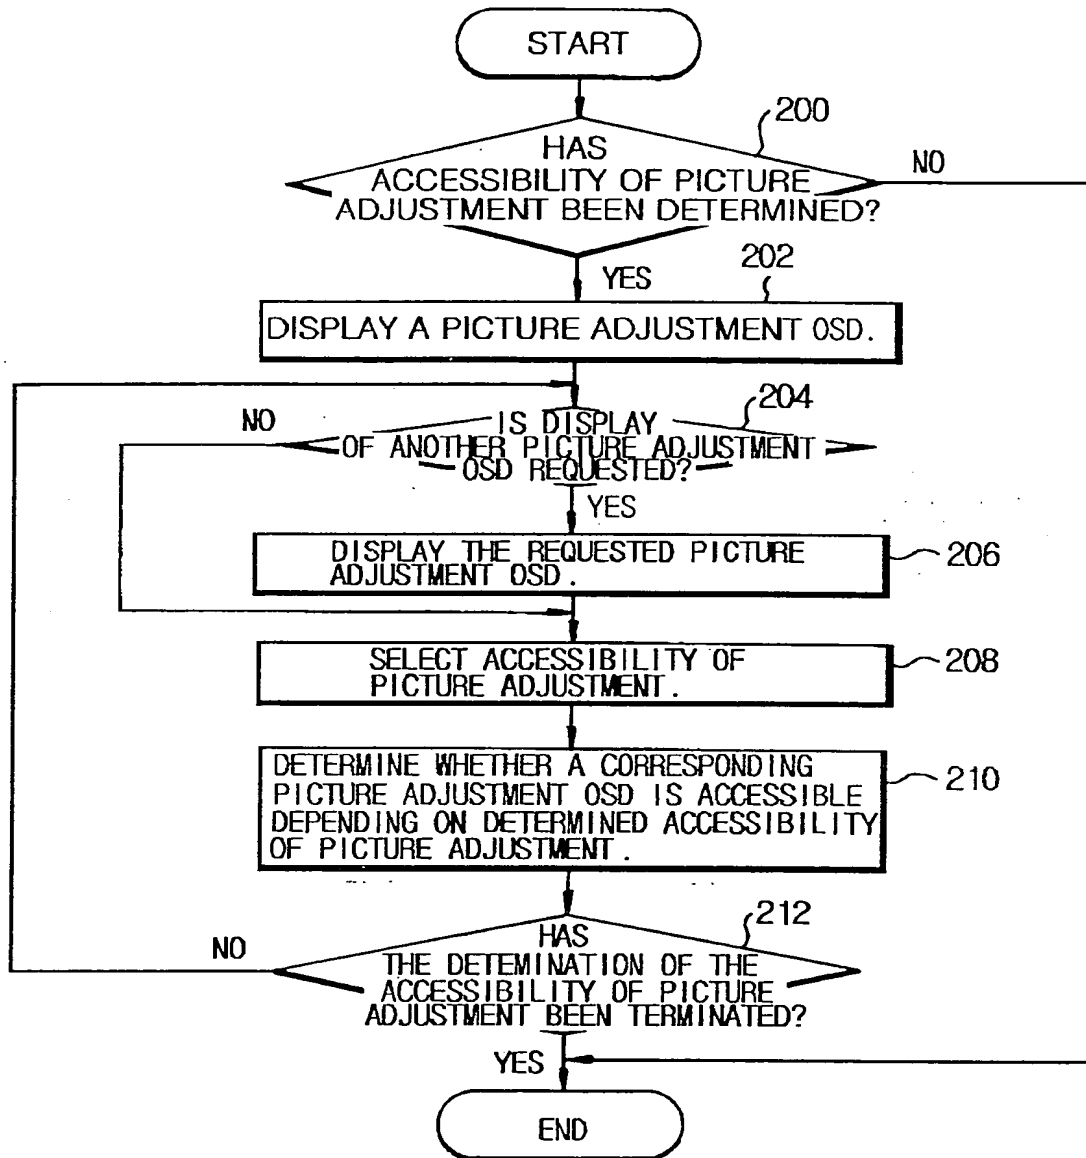 START
200
HAS
ACCESSIBILITY OF PICTURE
ADJUSTMENT BEEN DETERMINED?
NO
YES
202
DISPLAY A PICTURE ADJUSTMENT OSD.
204
NO
IS DISPLAY
OF ANOTHER PICTURE ADJUSTMENT
OSD REQUESTED?
YES
DISPLAY THE REQUESTED PICTURE
ADJUSTMENT OSD.
206
SELECT ACCESSIBILITY OF
PICTURE ADJUSTMENT.
208
DETERMINE WHETHER A CORRESPONDING
PICTURE ADJUSTMENT OSD IS ACCESSIBLE
DEPENDING ON DETERMINED ACCESSIBILITY
OF PICTURE ADJUSTMENT.
210
212
NO
HAS
THE DETEMINATION OF THE
ACCESSIBILITY OF PICTURE
ADJUSTMENT BEEN TERMINATED?
YES
END